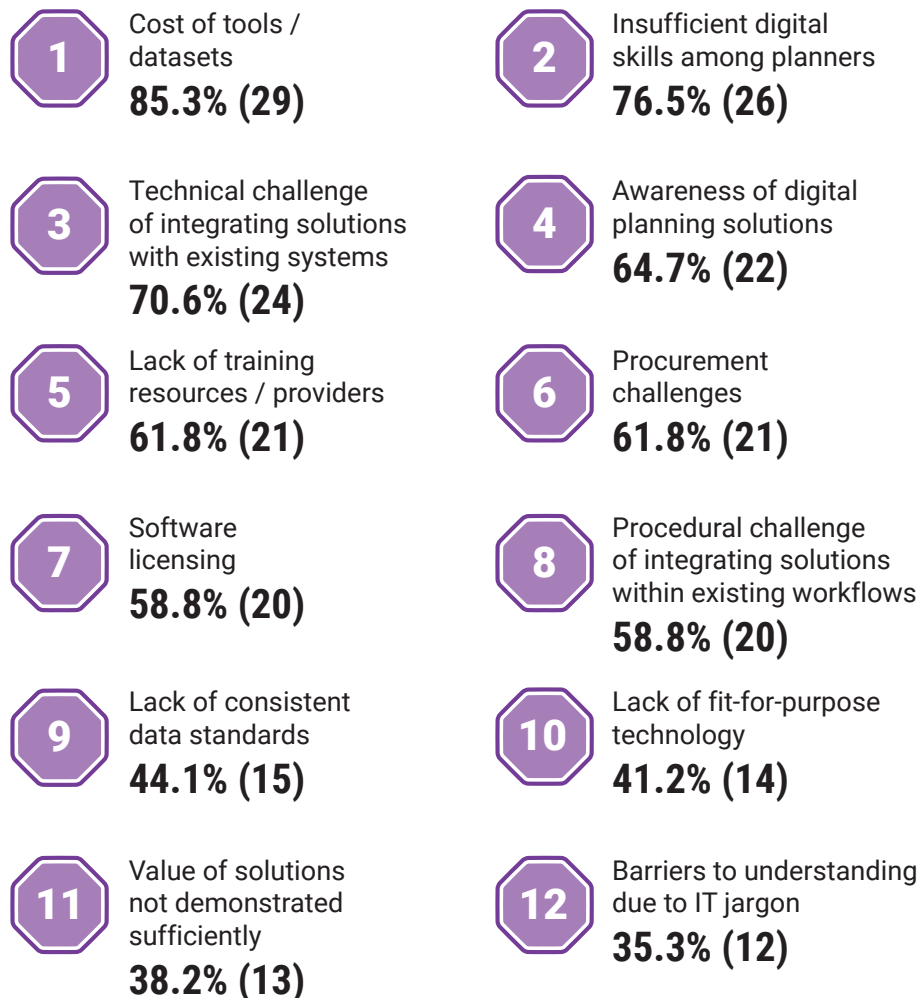 1
Cost of tools /
datasets
85.3% (29)
2
Insufficient digital
skills among planners
76.5% (26)
3
Technical challenge
of integrating solutions
with existing systems
70.6% (24)
4
Awareness of digital
planning solutions
64.7% (22)
5
Lack of training
resources / providers
61.8% (21)
6
Procurement
challenges
61.8% (21)
7
Software
licensing
58.8% (20)
8
Procedural challenge
of integrating solutions
within existing workflows
58.8% (20)
9
Lack of consistent
data standards
44.1% (15)
10
Lack of fit-for-purpose
technology
41.2% (14)
11
Value of solutions
not demonstrated
sufficiently
38.2% (13)
12
Barriers to understanding
due to IT jargon
35.3% (12)